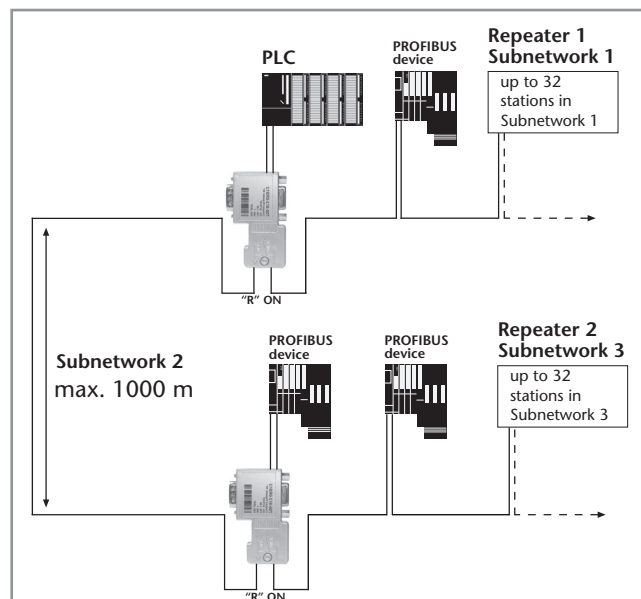 PLC
PROFIBUS
device
Repeater 1
Subnetwork 1
up to 32
stations in
Subnetwork 1
"R" ON
Subnetwork 2
max. 1000 m
PROFIBUS
device
PROFIBUS
device
Repeater 2
Subnetwork 3
up to 32
stations in
Subnetwork 3
"R" ON